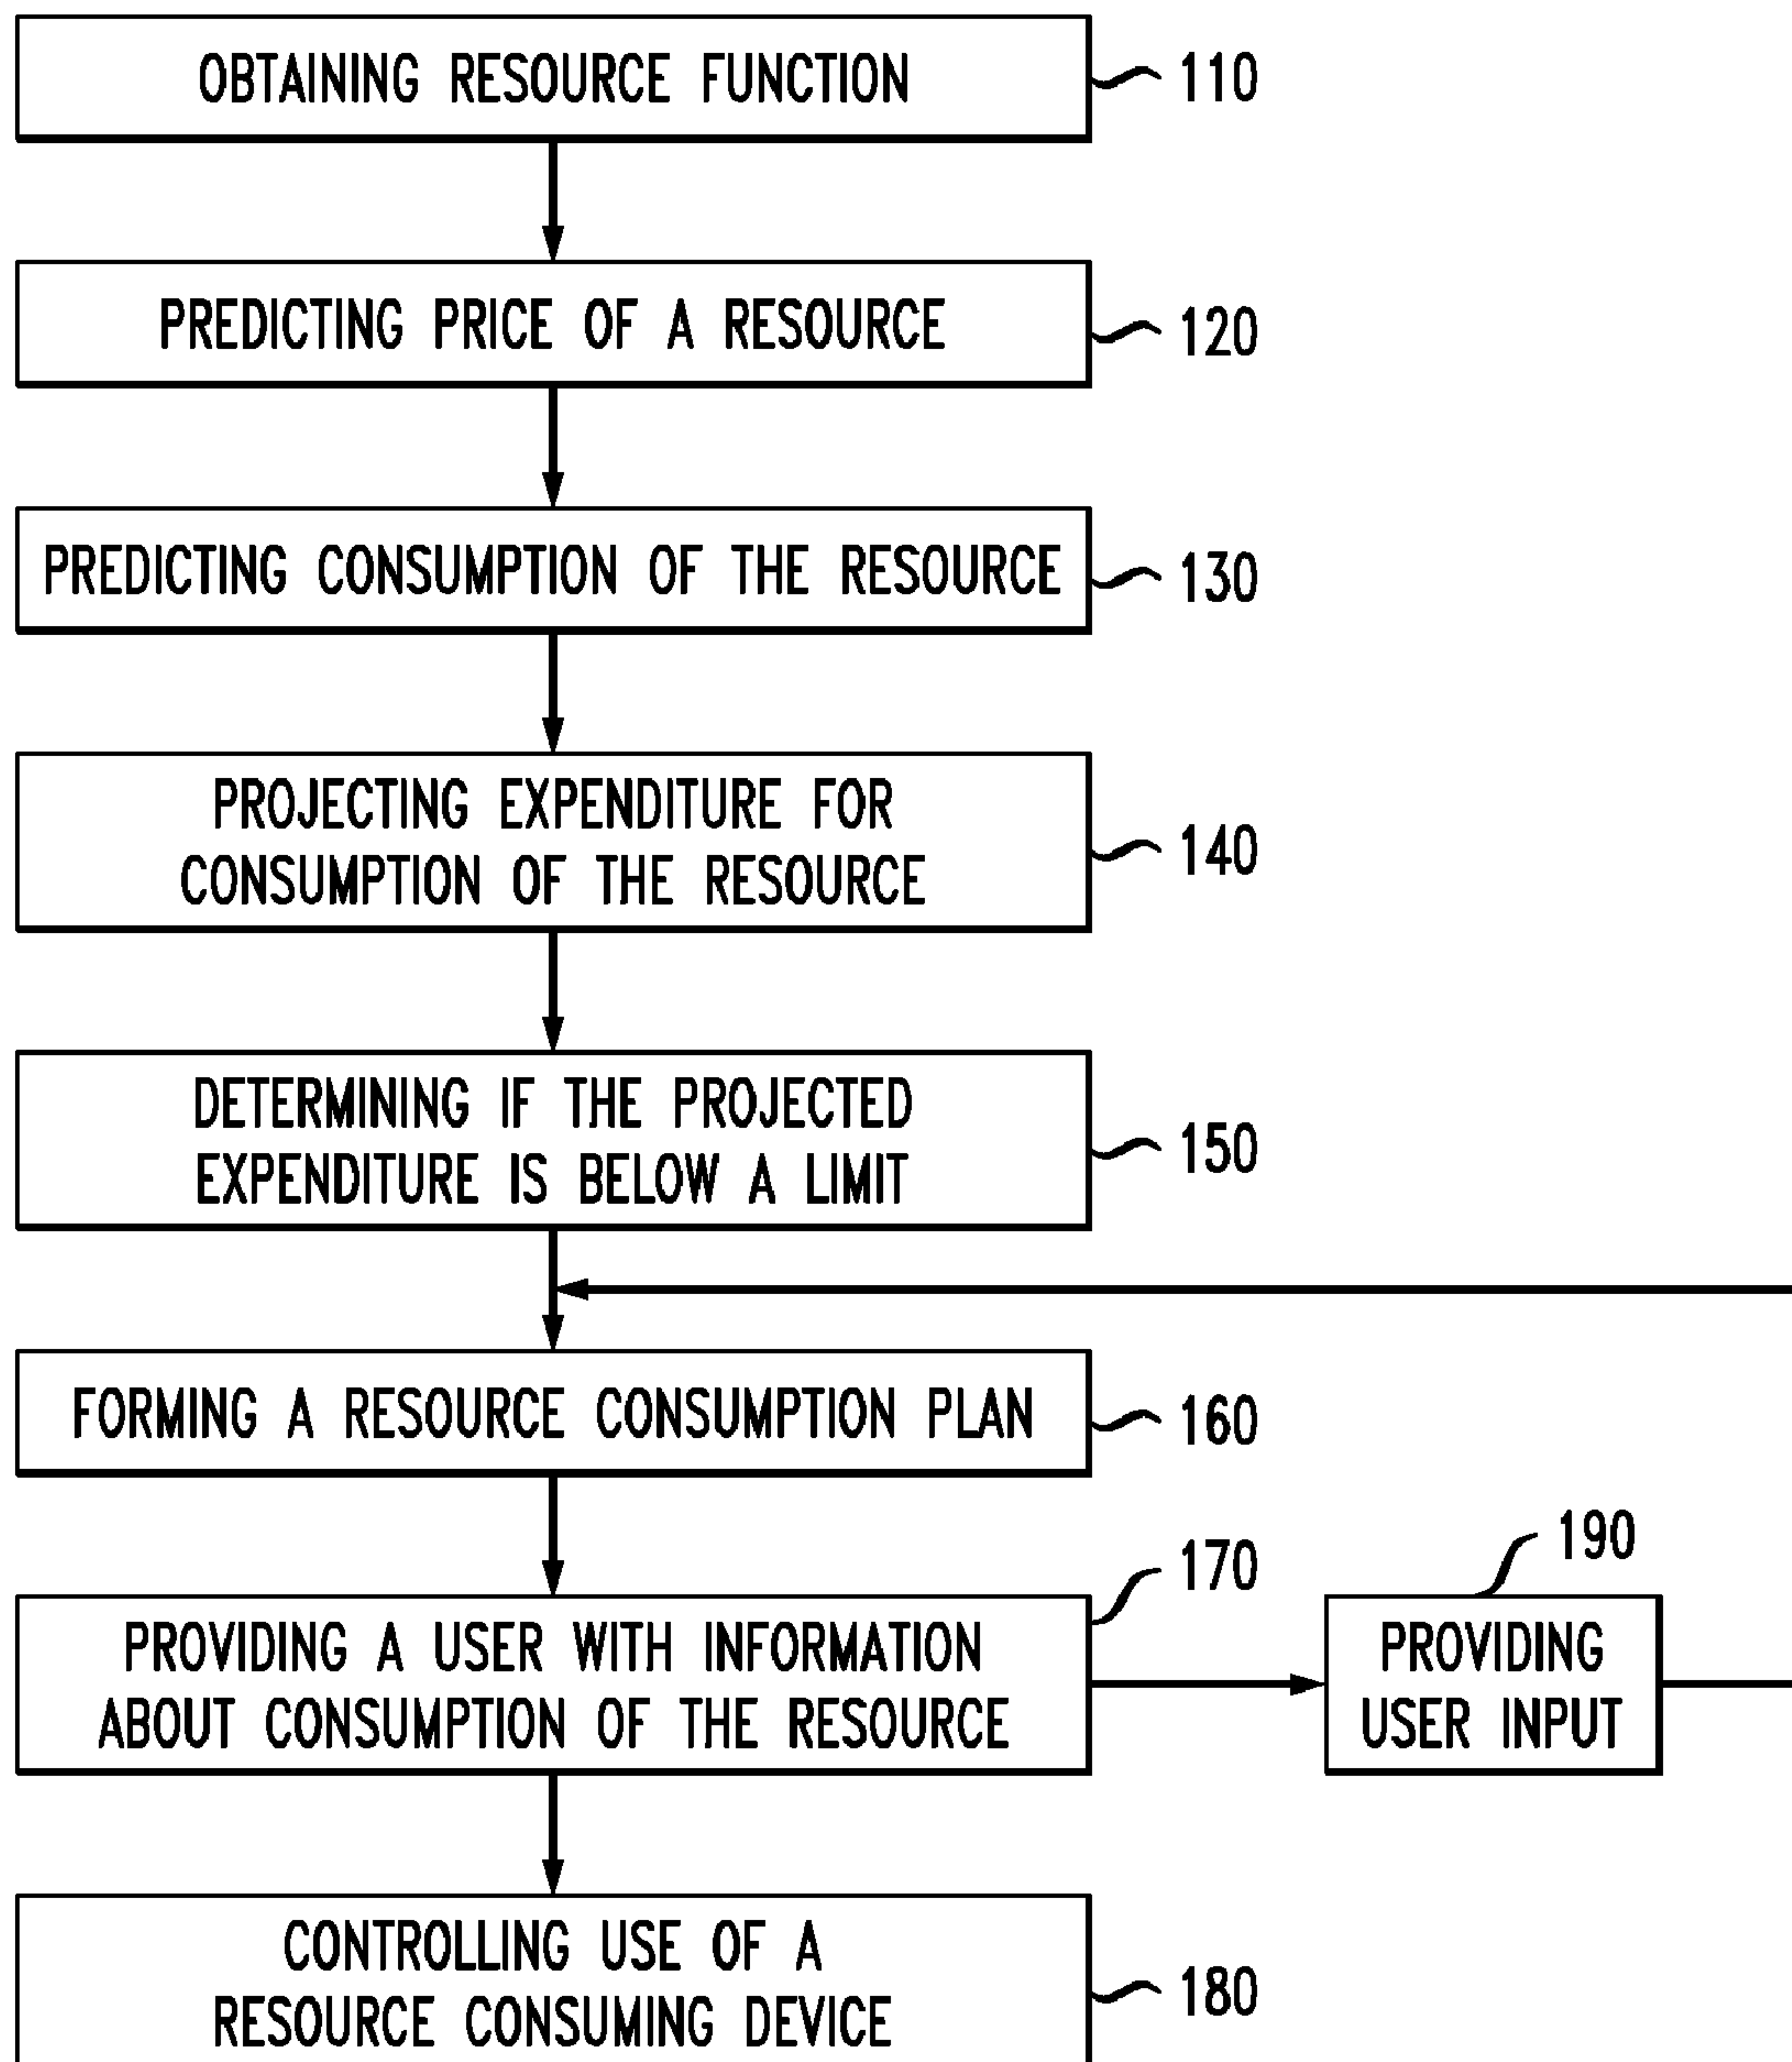 OBTAINING RESOURCE FUNCTION
110
PREDICTING PRICE OF A RESOURCE
120
PREDICTING CONSUMPTION OF THE RESOURCE
130
PROJECTING EXPENDITURE FOR
CONSUMPTION OF THE RESOURCE
140
DETERMINING IF THE PROJECTED
EXPENDITURE IS BELOW A LIMIT
150
FORMING A RESOURCE CONSUMPTION PLAN
160
PROVIDING A USER WITH INFORMATION
ABOUT CONSUMPTION OF THE RESOURCE
170
PROVIDING
USER INPUT
190
CONTROLLING USE OF A
RESOURCE CONSUMING DEVICE
180